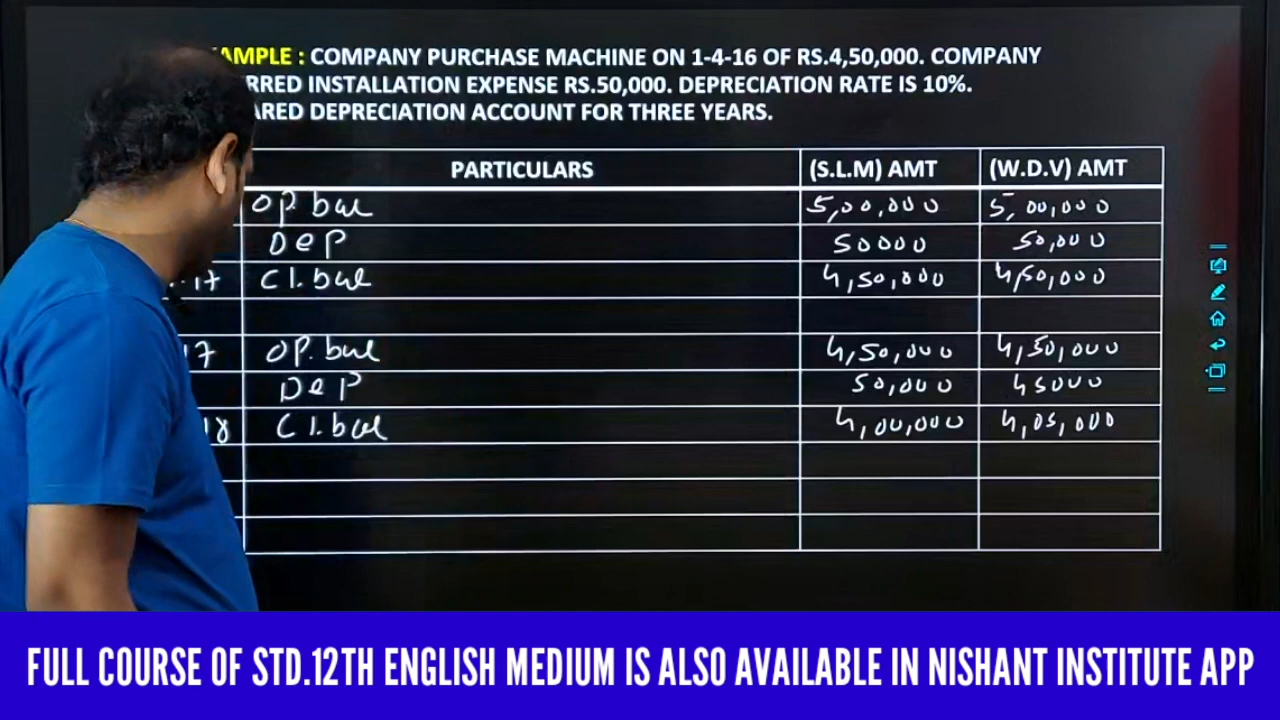 AMPLE : COMPANY PURCHASE MACHINE ON 1-4-16 OF RS.4,50,000. COMPANY
RRED INSTALLATION EXPENSE RS.50,000. DEPRECIATION RATE IS 10%.
ARED DEPRECIATION ACCOUNT FOR THREE YEARS.
PARTICULARS (S.L.M) AMT (W.D.V) AMT
OP. bal 5,00,000 5,00,000
DeP 50000 50,000
17 Cl. bal 4,50,000 4,50,000
17 OP. bal 4,50,000 4,50,000
DeP 50,000 45000
18 Cl. bal 4,00,000 4,05,000
FULL COURSE OF STD.12TH ENGLISH MEDIUM IS ALSO AVAILABLE IN NISHANT INSTITUTE APP